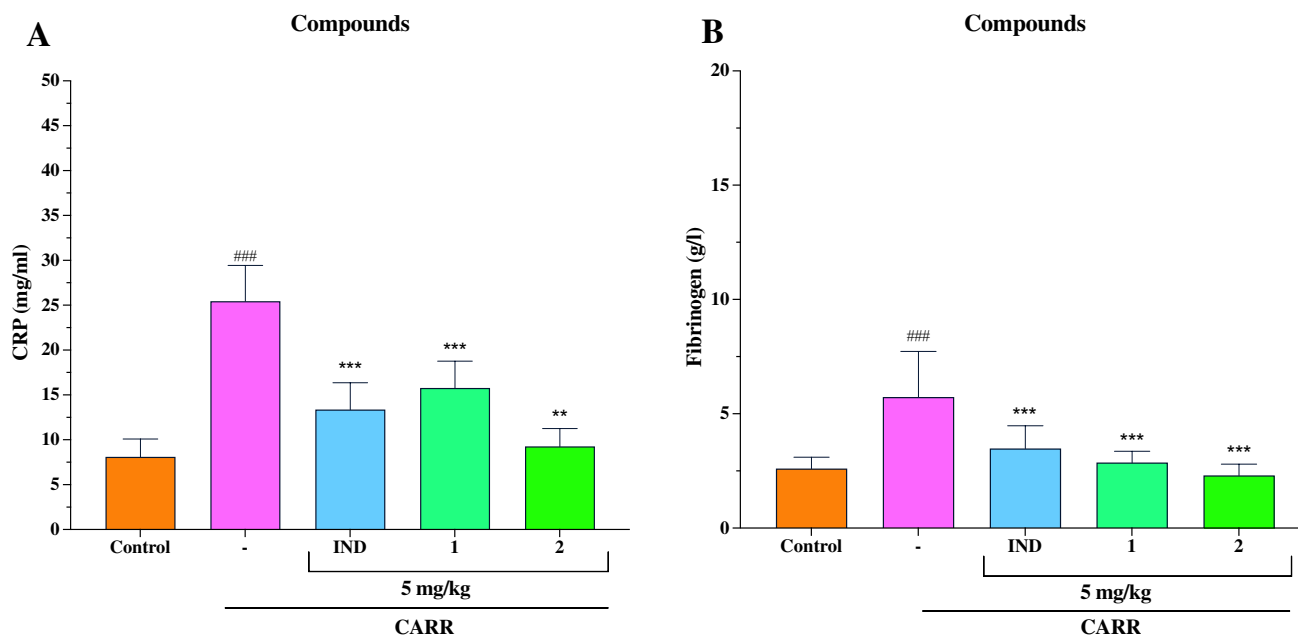 A
Compounds
CRP (mg/ml)
50
45
40
35
30
25
20
15
10
5
0
###
***
***
**
Control
-
IND
1
2
5 mg/kg
CARR
B
Compounds
Fibrinogen (g/l)
20
15
10
5
0
###
***
***
***
Control
-
IND
1
2
5 mg/kg
CARR